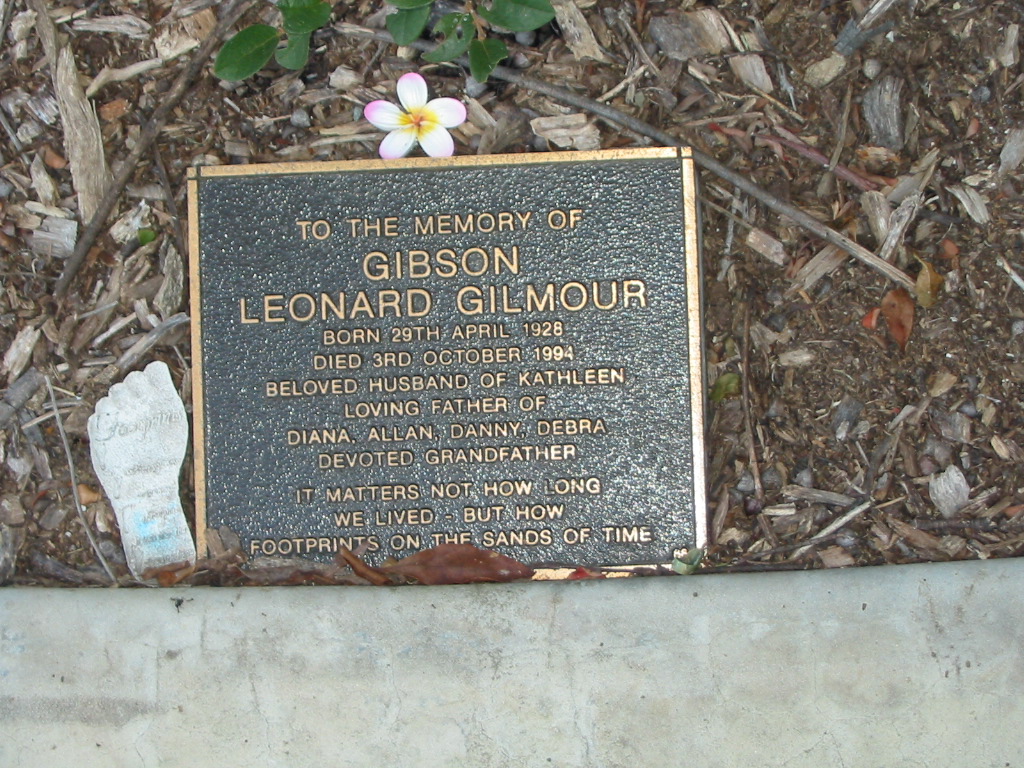 TO THE MEMORY OF
GIBSON
LEONARD GILMOUR
BORN 29TH APRIL 1928
DIED 3RD OCTOBER 1994
BELOVED HUSBAND OF KATHLEEN
LOVING FATHER OF
DIANA, ALLAN, DANNY, DEBRA
DEVOTED GRANDFATHER
IT MATTERS NOT HOW LONG
WE LIVED - BUT HOW
FOOTPRINTS ON THE SANDS OF TIME
Footprints